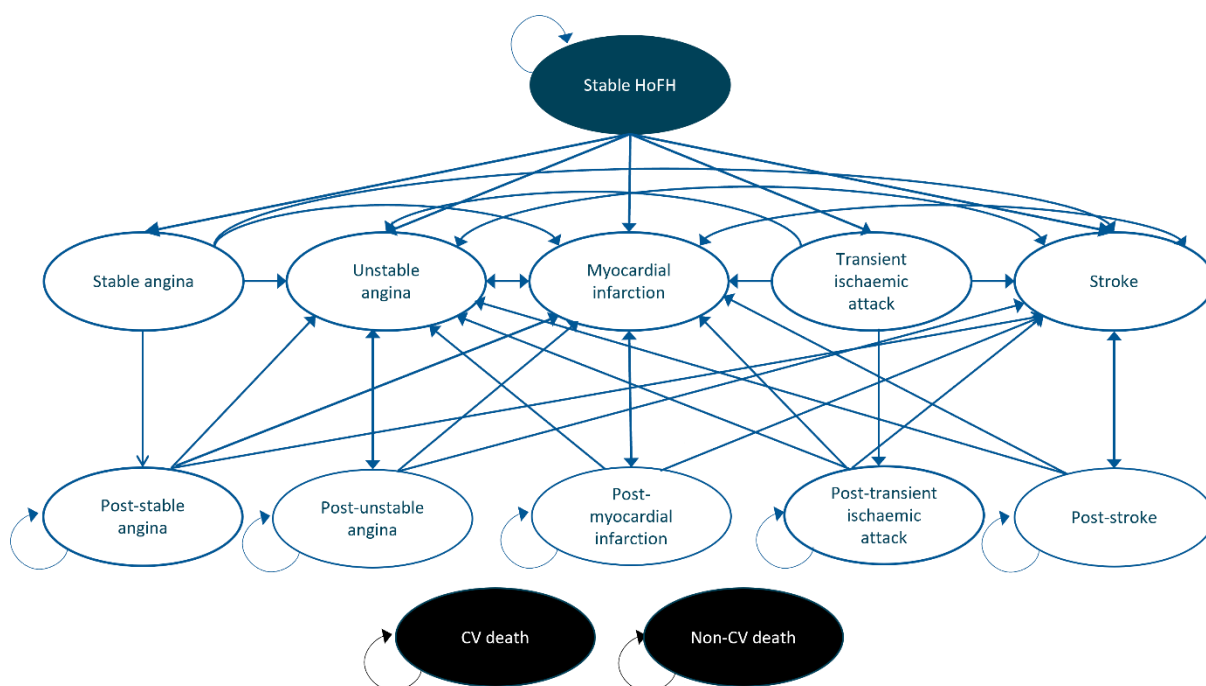 Stable HoFH
Stable angina
Unstable
angina
Myocardial
infarction
Transient
ischaemic
attack
Stroke
Post-stable
angina
Post-unstable
angina
Post-
myocardial
infarction
Post-transient
ischaemic
attack
Post-stroke
CV death
Non-CV death